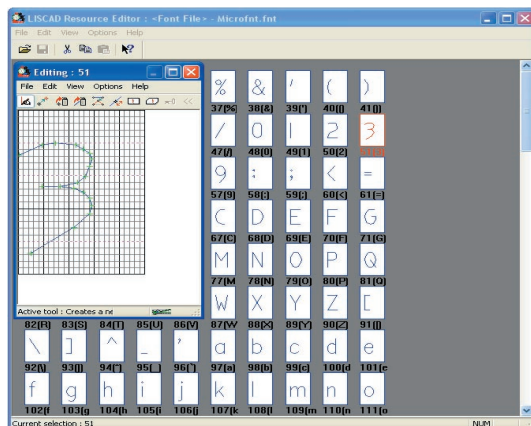 LISCAD Resource Editor : <Font File> - Microfnt.fnt
File Edit View Options Help
Editing : 51
File Edit View Options Help
% & ' ( )
37(%) 38(&) 39(') 40(() 41())
/ 0 1 2 3
47(/) 48(0) 49(1) 50(2)
9 : ; < =
57(9) 58(:) 59(;) 60(<) 61(=)
C D E F G
67(C) 68(D) 69(E) 70(F) 71(G)
M N O P Q
77(M 78(N) 79(O) 80(P) 81(Q)
W X Y Z [
Active tool : Creates a ne
82(R) 83(S) 84(T) 85(U) 86(V) 87(W 88(X) 89(Y) 90(Z) 91([)
\ ] ^ _ ' a b c d e
92(\) 93(]) 94(^) 95(_) 96(`) 97(a) 98(b) 99(c) 100(d 101(e
f g h i j k l m n o
102(f 103(g 104(h 105(i 106(j 107(k 108(l 109(m 110(n 111(o
Current selection : 51 NUM